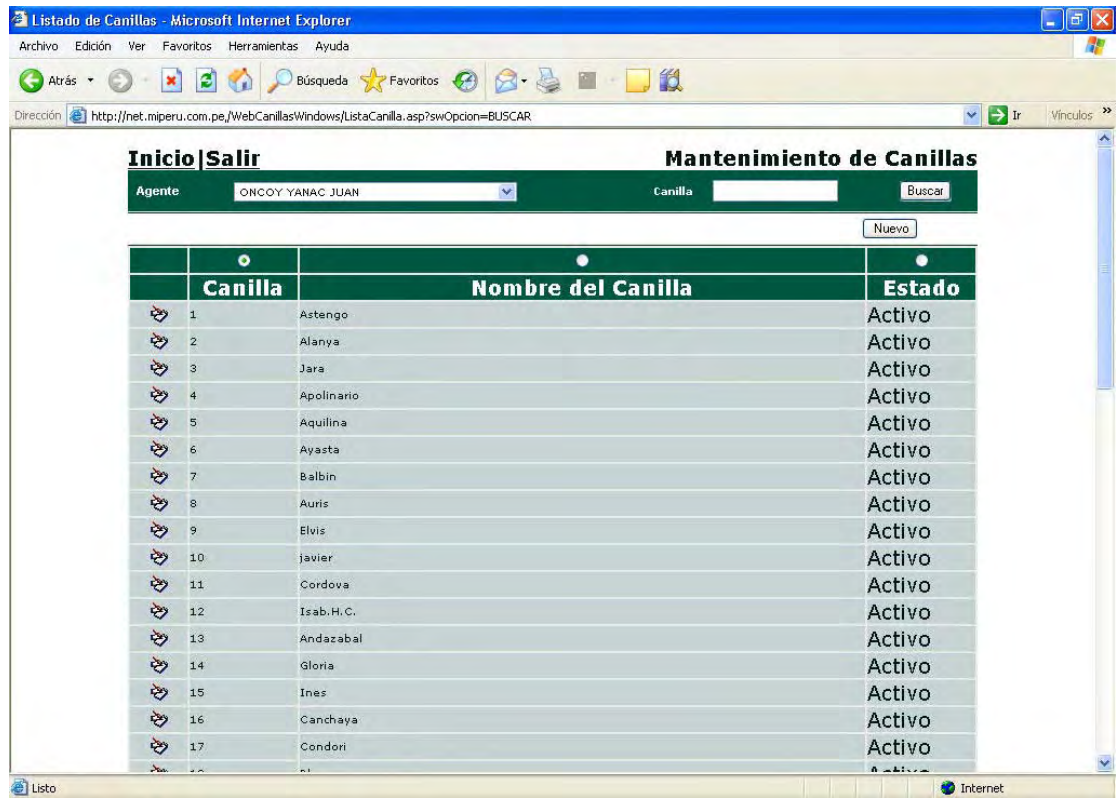 Listado de Canillas - Microsoft Internet Explorer
Archivo Edición Ver Favoritos Herramientas Ayuda
Atrás Búsqueda Favoritos
Dirección http://net.miperu.com.pe,/WebCanillasWindows/ListaCanilla.asp?swOpcion=BUSCAR Ir Vínculos »
Inicio|Salir Mantenimiento de Canillas
Agente ONCOY YANAC JUAN Canilla Buscar
Nuevo
Canilla Nombre del Canilla Estado
1 Astengo Activo
2 Alanya Activo
3 Jara Activo
4 Apolinario Activo
5 Aquilina Activo
6 Ayasta Activo
7 Balbin Activo
8 Auris Activo
9 Elvis Activo
10 javier Activo
11 Cordova Activo
12 Isab.H.C. Activo
13 Andazabal Activo
14 Gloria Activo
15 Ines Activo
16 Canchaya Activo
17 Condori Activo
Listo Internet